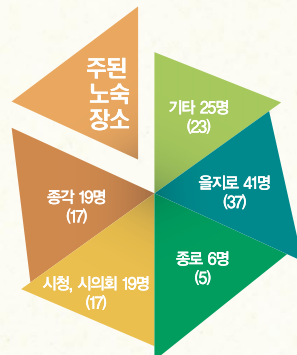 주된
노숙
장소
기타 25명
(23)
을지로 41명
(37)
종각 19명
(17)
종로 6명
(5)
시청, 시의회 19명
(17)